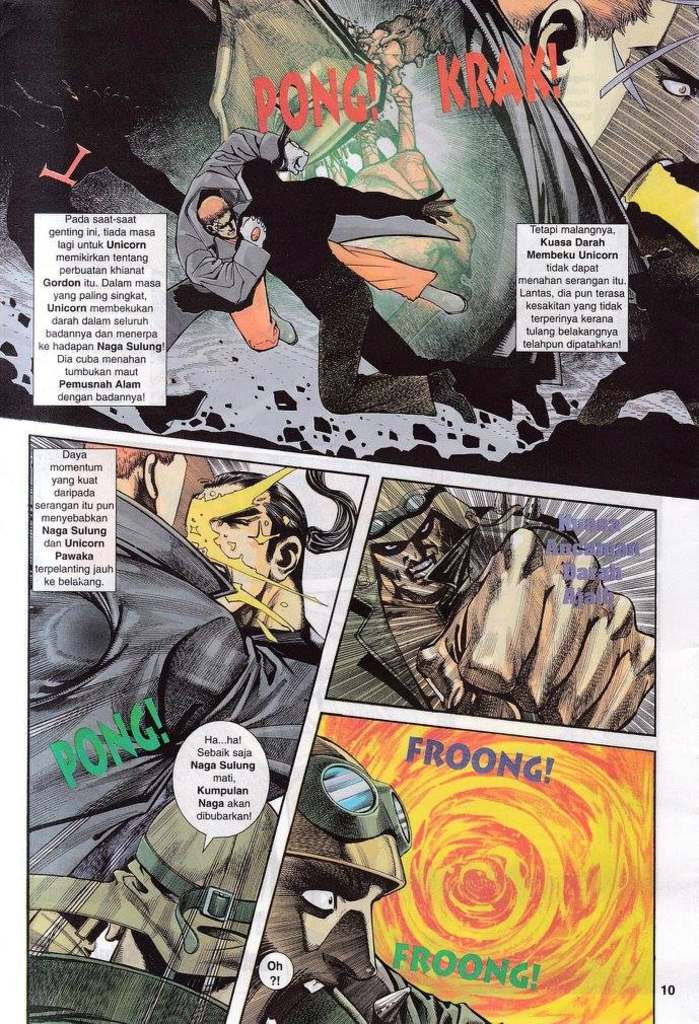 PONG!
KRAK!
Pada saat-saat
genting ini, tiada masa
lagi untuk Unicorn
memikirkan tentang
perbuatan khianat
Gordon itu. Dalam masa
yang paling singkat,
Unicorn membekukan
darah dalam seluruh
badannya dan menerpa
ke hadapan Naga Sulung!
Dia cuba menahan
tumbukan maut
Pemusnah Alam
dengan badannya!
Tetapi malangnya,
Kuasa Darah
Membeku Unicorn
tidak dapat
menahan serangan itu.
Lantas, dia pun terasa
kesakitan yang tidak
terperinya kerana
tulang belakangnya
telahpun dipatahkan!
Daya
momentum
yang kuat
daripada
serangan itu pun
menyebabkan
Naga Sulung
dan Unicorn
Pawaka
terpelanting jauh
ke belakang.
PONG!
Ha...ha!
Sebaik saja
Naga Sulung
mati,
Kumpulan
Naga akan
dibubarkan!
Kuasa
Ancaman
Darah
Ajaib
FROONG!
FROONG!
Oh
?!
10